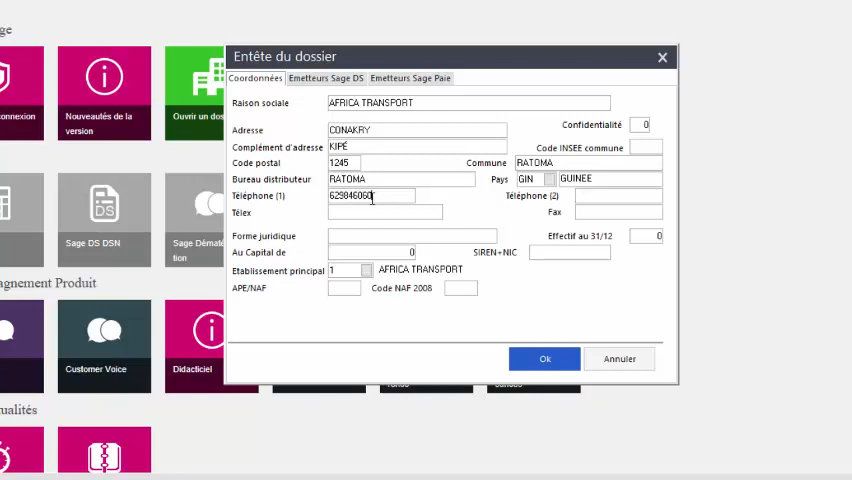 ge
Entête du dossier
Coordonnées Emetteurs Sage DS Emetteurs Sage Paie
Raison sociale AFRICA TRANSPORT
Confidentialité 0
Adresse CONAKRY
Complément d'adresse KIPÉ Code INSEE commune
Code postal 1245 Commune RATOMA
Bureau distributeur RATOMA Pays GIN GUINEE
Téléphone (1) 629846060 Téléphone (2)
Télex Fax
Forme juridique Effectif au 31/12 0
Au Capital de 0 SIREN+NIC
Etablissement principal 1 AFRICA TRANSPORT
APE/NAF Code NAF 2008
Ok Annuler
connexion
Nouveautés de la version
Ouvrir un dos
DS
Sage DS DSN
Sage Dématé
tion
agnement Produit
Customer Voice
Didacticiel
ualités